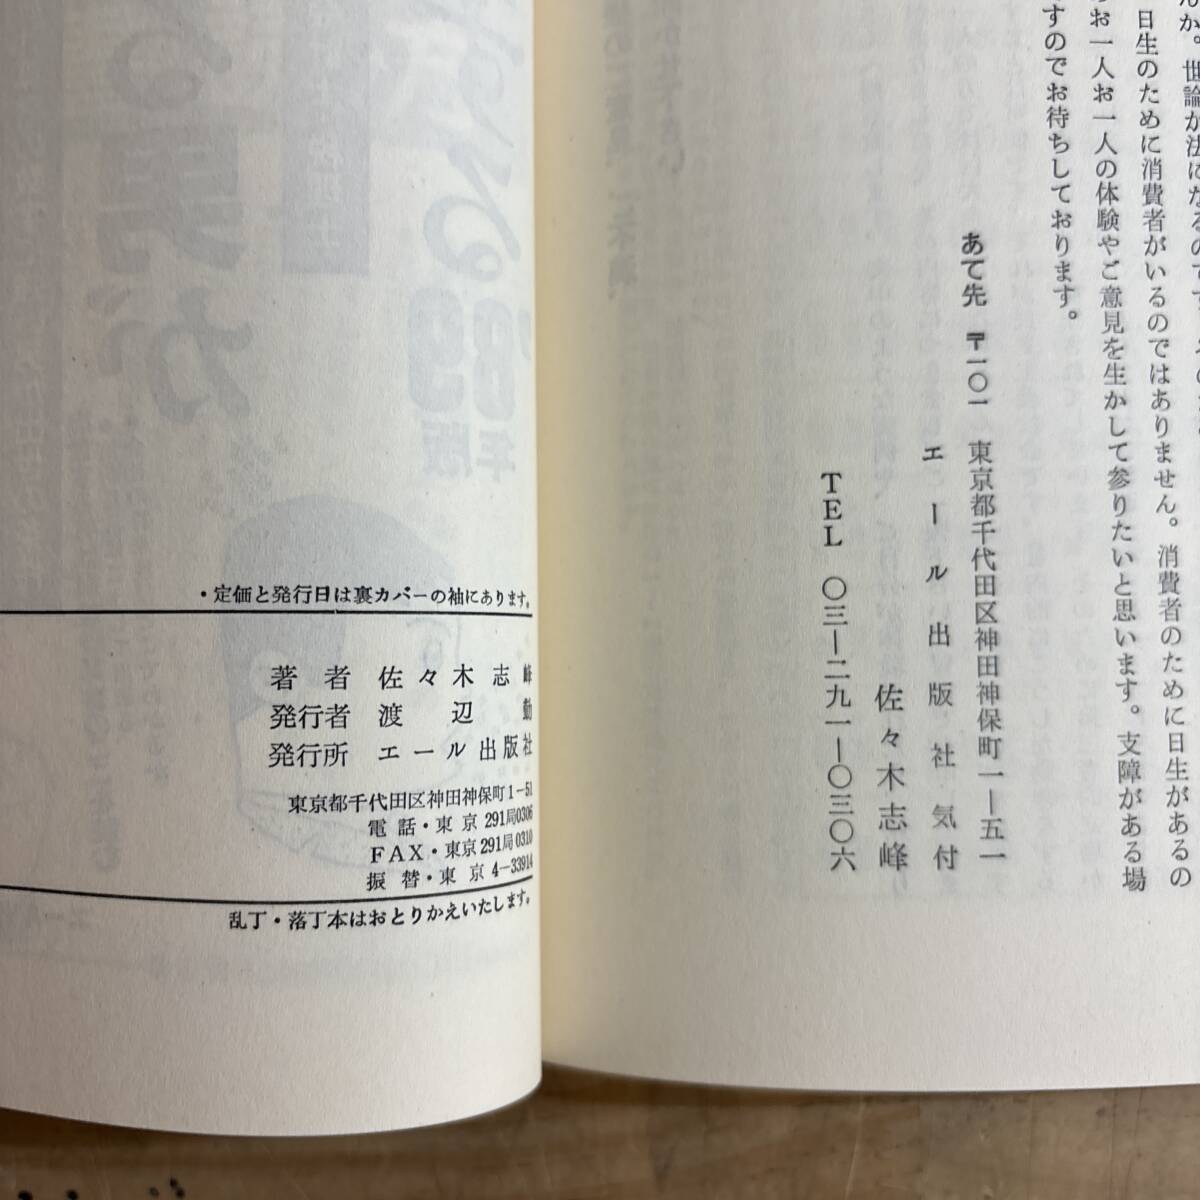 んか。世論が法になるのです。
日生のために消費者がいるのではありません。消費者のために日生があるの
お一人お一人の体験やご意見を生かして参りたいと思います。支障がある場
すのでお待ちしております。
あて先 〒一〇一 東京都千代田区神田神保町一―五一
エール出版社気付
佐々木志峰
TEL 〇三―二九一―〇三〇六
・定価と発行日は裏カバーの袖にあります。
著者 佐々木志峰
発行者 渡辺勳
発行所 エール出版社
東京都千代田区神田神保町1-51
電話・東京291局0306
FAX・東京291局0310
振替・東京4-33914
乱丁・落丁本はおとりかえいたします。